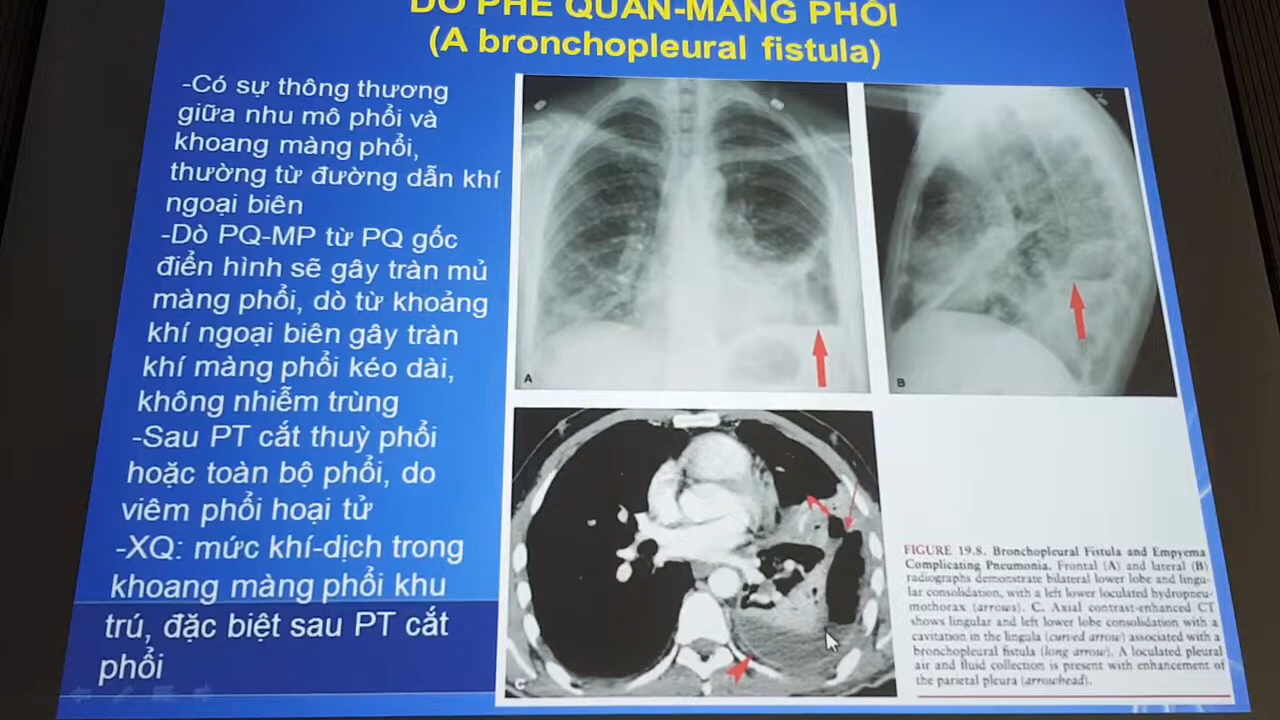 DÒ PHẾ QUẢN-MÀNG PHỔI
(A bronchopleural fistula)
-Có sự thông thương
giữa nhu mô phổi và
khoang màng phổi,
thường từ đường dẫn khí
ngoại biên
-Dò PQ-MP từ PQ gốc
điển hình sẽ gây tràn mủ
màng phổi, dò từ khoảng
khí ngoại biên gây tràn
khí màng phổi kéo dài,
không nhiễm trùng
-Sau PT cắt thuỳ phổi
hoặc toàn bộ phổi, do
viêm phổi hoại tử
-XQ: mức khí-dịch trong
khoang màng phổi khu
trú, đặc biệt sau PT cắt
phổi
A
B
C
FIGURE 19.8. Bronchopleural Fistula and Empyema
Complicating Pneumonia. Frontal (A) and lateral (B)
radiographs demonstrate bilateral lower lobe and lingu-
lar consolidation, with a left lower loculated hydropneu-
mothorax (arrows). C. Axial contrast-enhanced CT
shows lingular and left lower lobe consolidation with a
cavitation in the lingula (curved arrow) associated with a
bronchopleural fistula (long arrow). A loculated pleural
air and fluid collection is present with enhancement of
the parietal pleura (arrowhead).